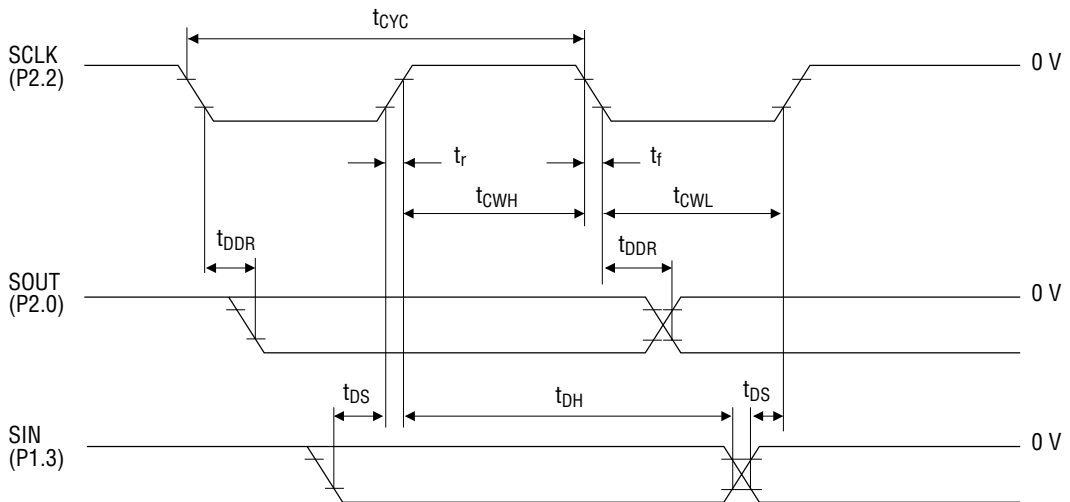 tCYC
SCLK
(P2.2)
0 V
tr
tf
tCWH
tCWL
tDDR
tDDR
SOUT
(P2.0)
0 V
tDS
tDH
tDS
SIN
(P1.3)
0 V